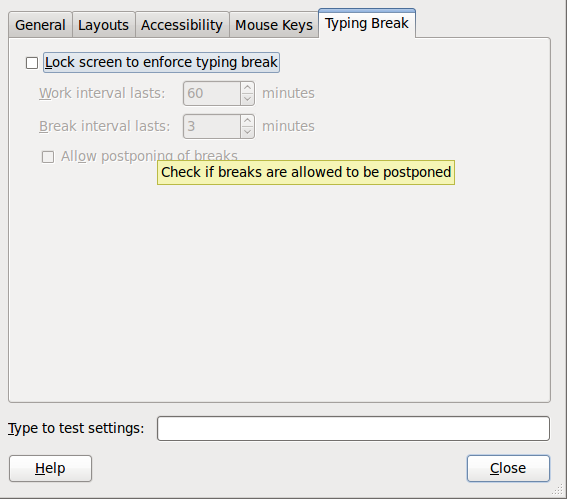 General Layouts Accessibility Mouse Keys Typing Break
Lock screen to enforce typing break
Work interval lasts: 60 minutes
Break interval lasts: 3 minutes
Allow postponing of breaks
Check if breaks are allowed to be postponed
Type to test settings:
Help Close